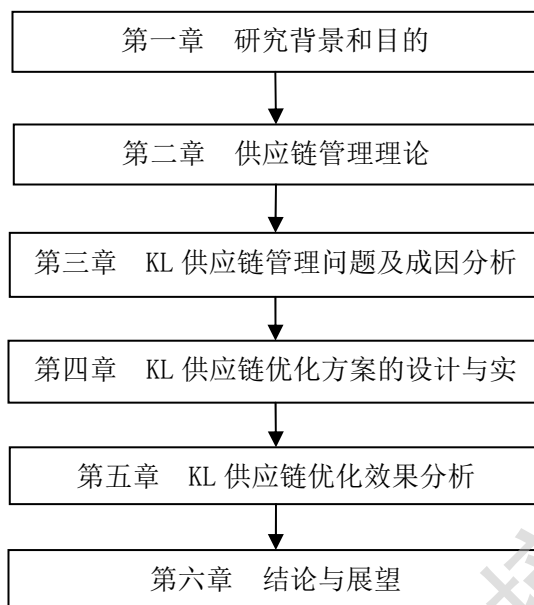 第一章　研究背景和目的
第二章　供应链管理理论
第三章　KL 供应链管理问题及成因分析
第四章　KL 供应链优化方案的设计与实
第五章　KL 供应链优化效果分析
第六章　结论与展望